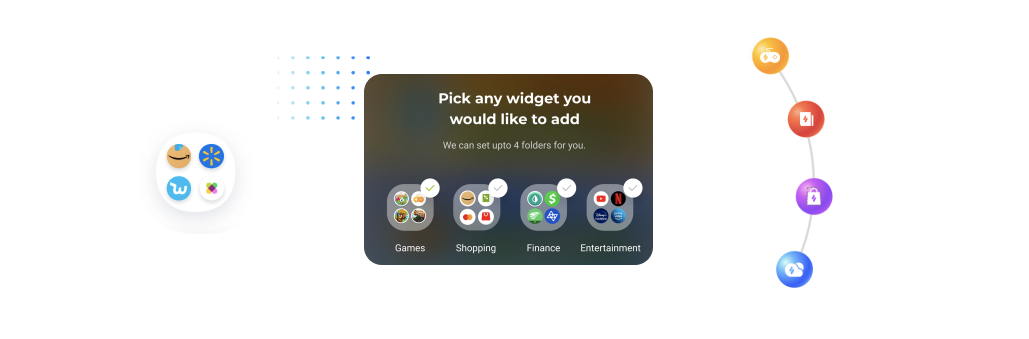 Pick any widget you
would like to add
We can set upto 4 folders for you.
Games
Shopping
Finance
Entertainment